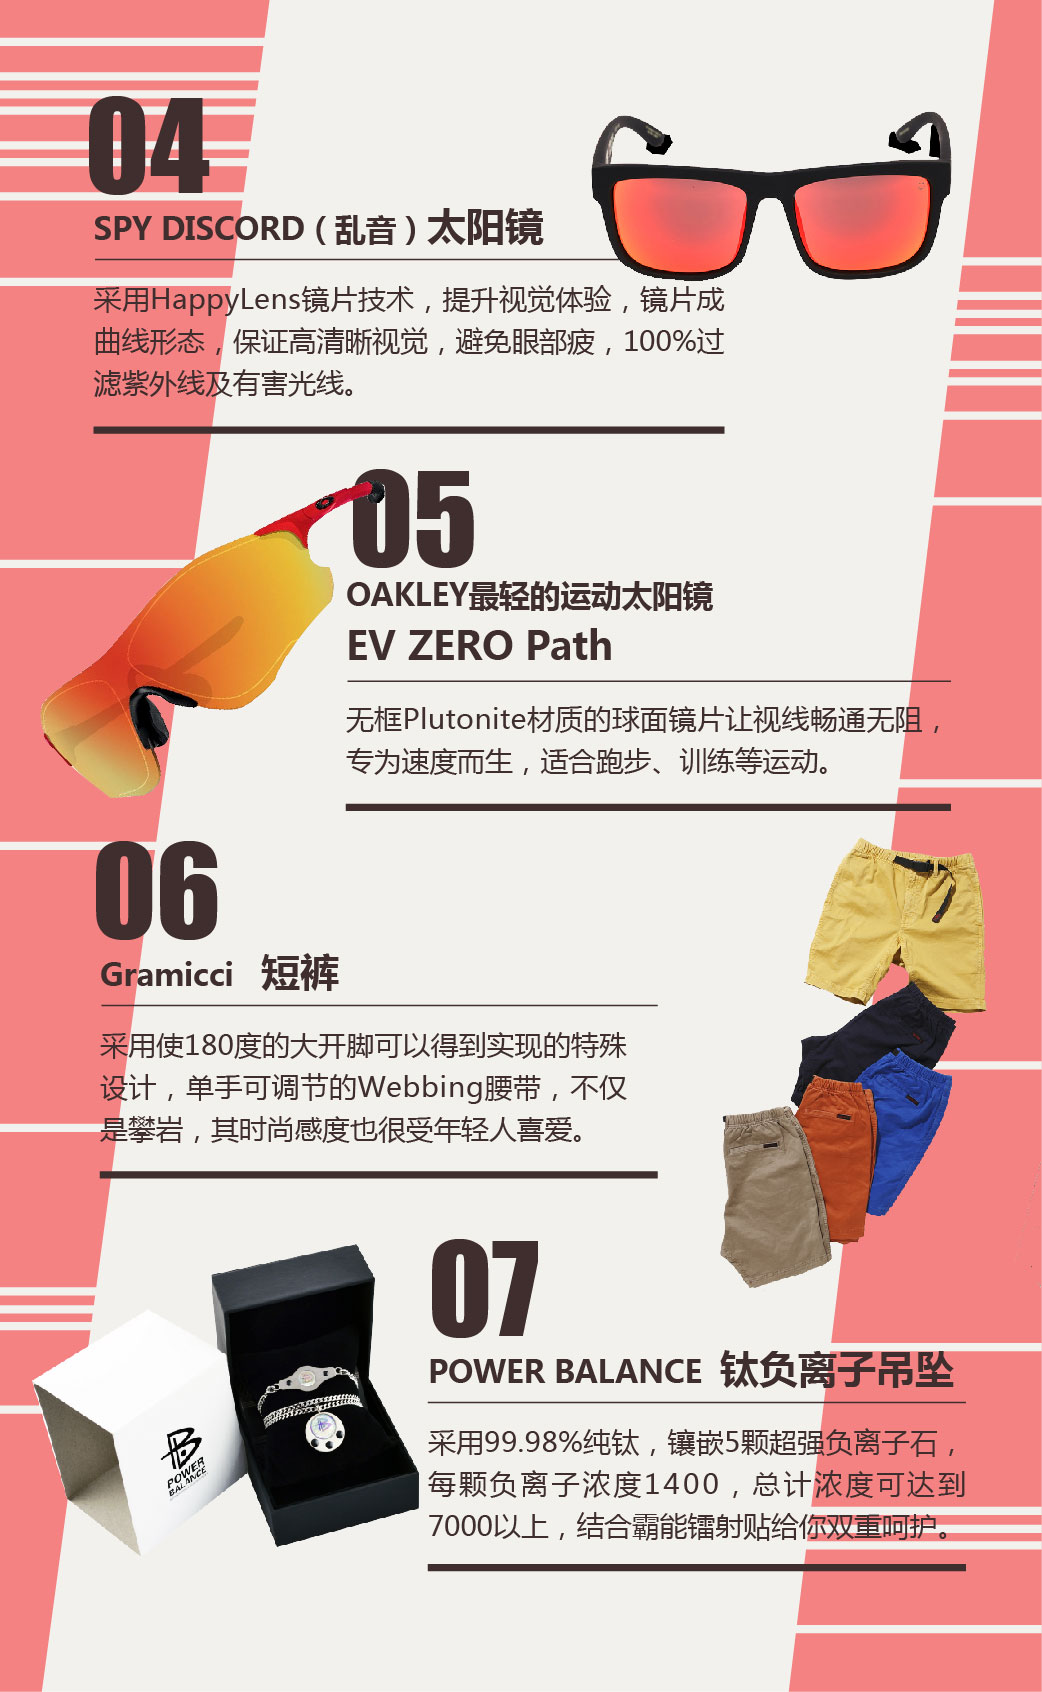 04
SPY DISCORD（乱音）太阳镜
采用HappyLens镜片技术，提升视觉体验，镜片成
曲线形态，保证高清晰视觉，避免眼部疲，100%过
滤紫外线及有害光线。
05
OAKLEY最轻的运动太阳镜
EV ZERO Path
无框Plutonite材质的球面镜片让视线畅通无阻，
专为速度而生，适合跑步、训练等运动。
06
Gramicci 短裤
采用使180度的大开脚可以得到实现的特殊
设计，单手可调节的Webbing腰带，不仅
是攀岩，其时尚感度也很受年轻人喜爱。
07
POWER BALANCE 钛负离子吊坠
采用99.98%纯钛，镶嵌5颗超强负离子石，
每颗负离子浓度1400，总计浓度可达到
7000以上，结合霸能镭射贴给你双重呵护。
POWER
BALANCE